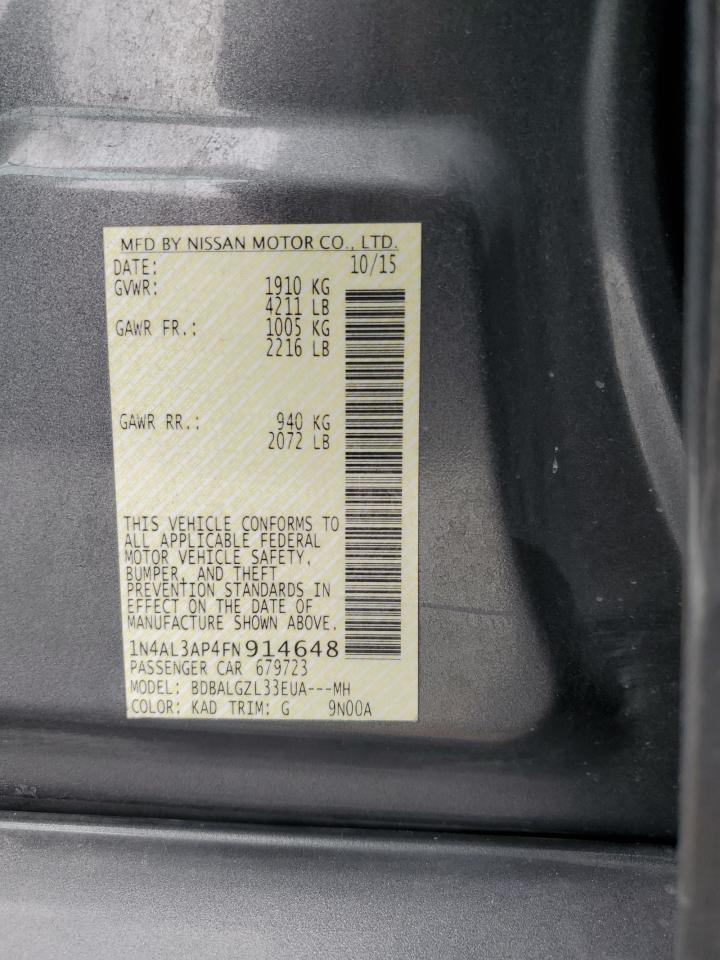 MFD BY NISSAN MOTOR CO., LTD.
DATE: 10/15
GVWR: 1910 KG
4211 LB
GAWR FR.: 1005 KG
2216 LB
GAWR RR.: 940 KG
2072 LB
THIS VEHICLE CONFORMS TO
ALL APPLICABLE FEDERAL
MOTOR VEHICLE SAFETY,
BUMPER, AND THEFT
PREVENTION STANDARDS IN
EFFECT ON THE DATE OF
MANUFACTURE SHOWN ABOVE.
1N4AL3AP4FN914648
PASSENGER CAR 679723
MODEL: BDBALGZL33EUA---MH
COLOR: KAD TRIM: G 9N00A